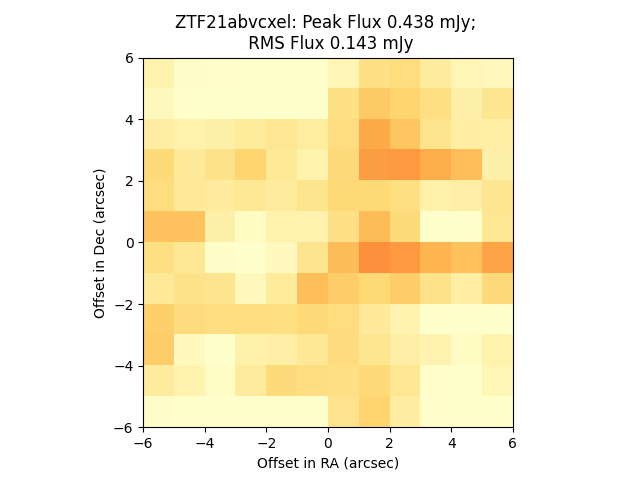 ZTF21abvcxel: Peak Flux 0.438 mJy;
RMS Flux 0.143 mJy
6
4
2
0
−2
−4
−6
Offset in Dec (arcsec)
−6 −4 −2 0 2 4 6
Offset in RA (arcsec)